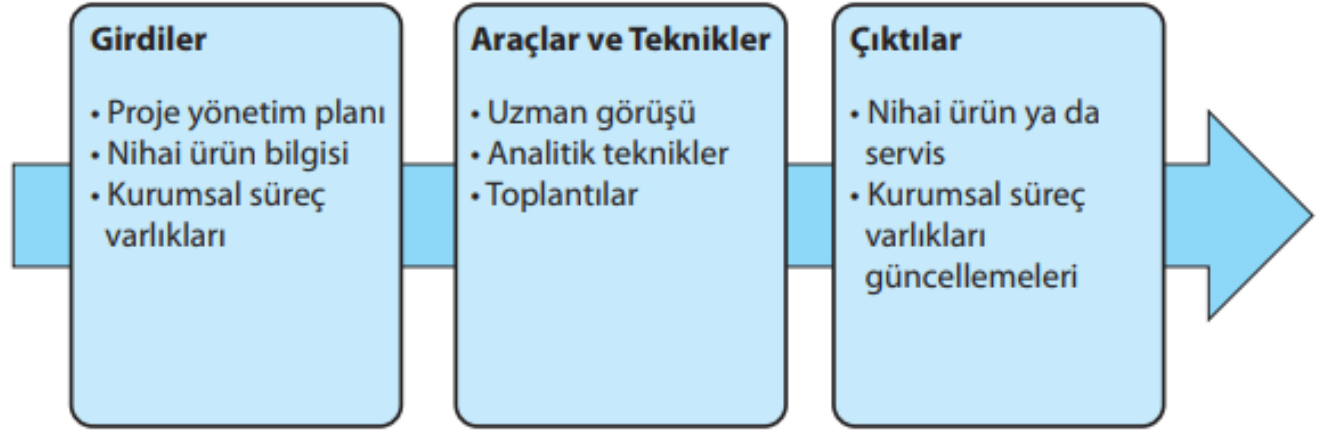 Girdiler
• Proje yönetim planı
• Nihai ürün bilgisi
• Kurumsal süreç
varlıkları
Araçlar ve Teknikler
• Uzman görüşü
• Analitik teknikler
• Toplantılar
Çıktılar
• Nihai ürün ya da
servis
• Kurumsal süreç
varlıkları
güncellemeleri